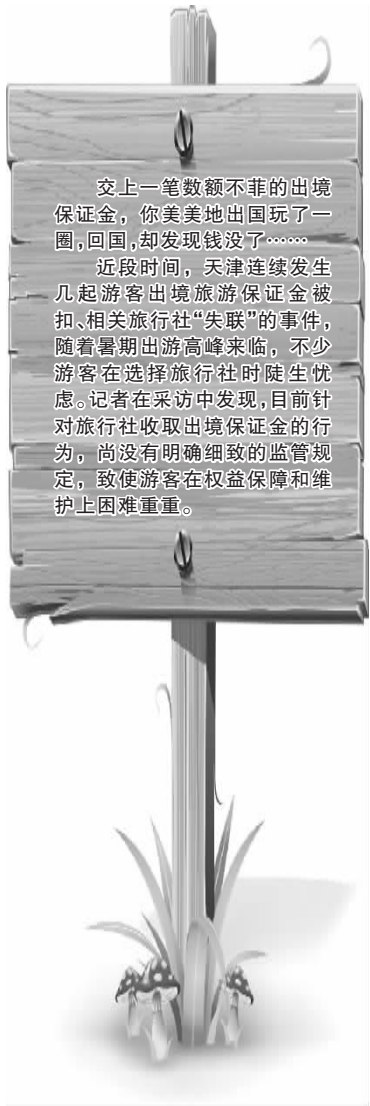 交上一笔数额不菲的出境
保证金，你美美地出国玩了一
圈,回国,却发现钱没了……
近段时间，天津连续发生
几起游客出境旅游保证金被
扣、相关旅行社“失联”的事件，
随着暑期出游高峰来临，不少
游客在选择旅行社时陡生忧
虑。记者在采访中发现,目前针
对旅行社收取出境保证金的行
为，尚没有明确细致的监管规
定，致使游客在权益保障和维
护上困难重重。